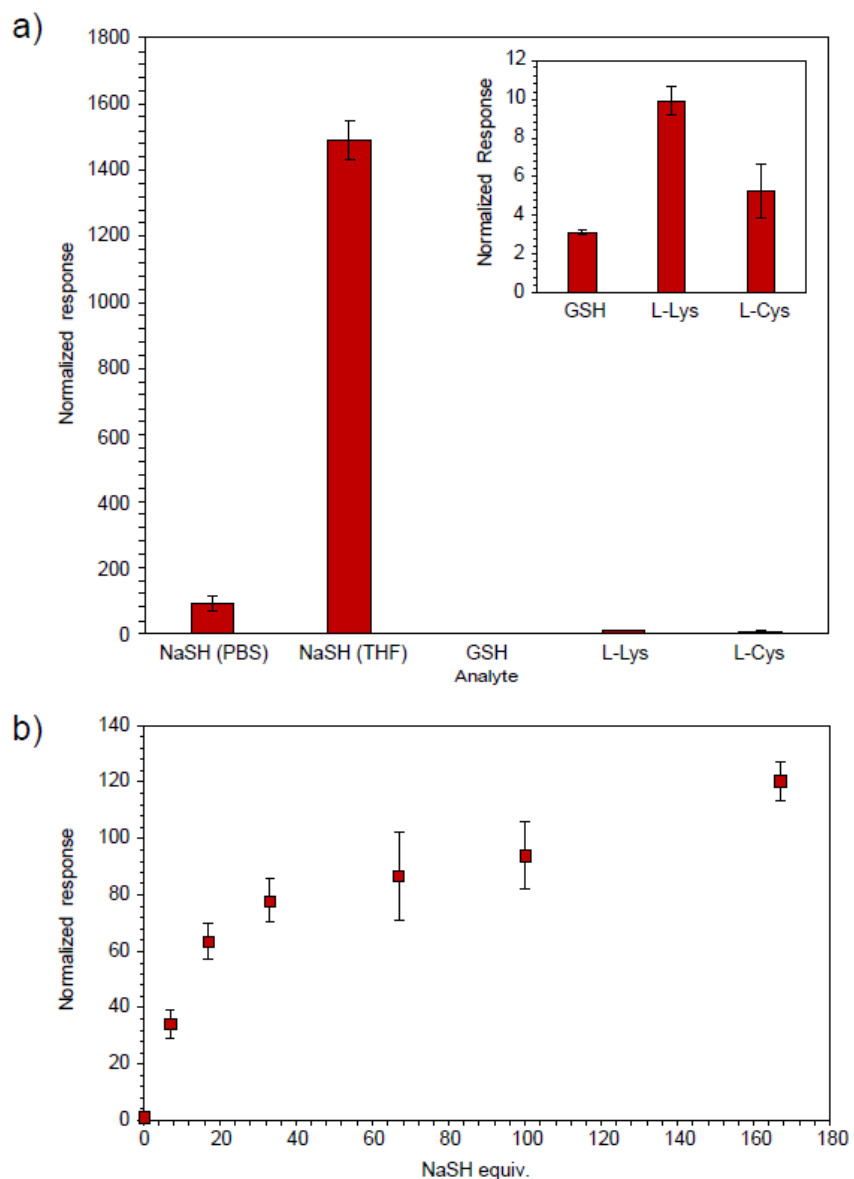 a)
Normalized response
1800
1600
1400
1200
1000
800
600
400
200
0
NaSH (PBS) NaSH (THF) GSH L-Lys L-Cys
Analyte
Normalized Response
12
10
8
6
4
2
0
GSH L-Lys L-Cys
b)
Normalized response
140
120
100
80
60
40
20
0
0 20 40 60 80 100 120 140 160 180
NaSH equiv.